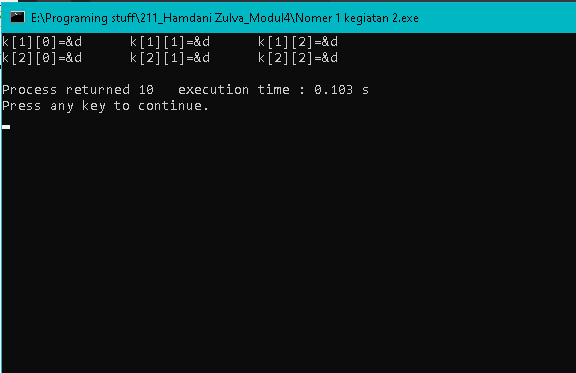 E:\Programing stuff\211_Hamdani Zulva_Modul4\Nomer 1 kegiatan 2.exe
k[1][0]=&d k[1][1]=&d k[1][2]=&d
k[2][0]=&d k[2][1]=&d k[2][2]=&d
Process returned 10 execution time : 0.103 s
Press any key to continue.